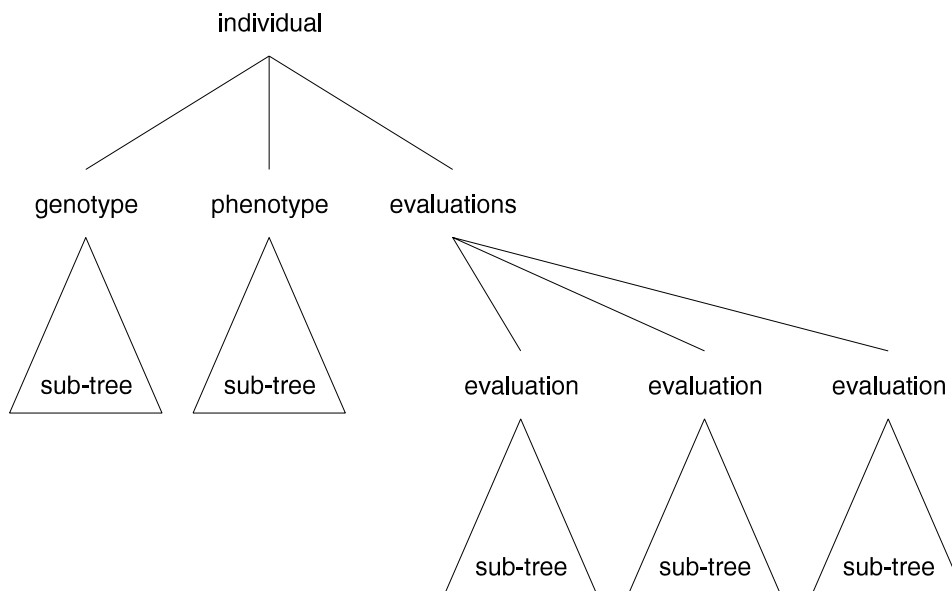 individual
genotype phenotype evaluations
sub-tree sub-tree
evaluation evaluation evaluation
sub-tree sub-tree sub-tree